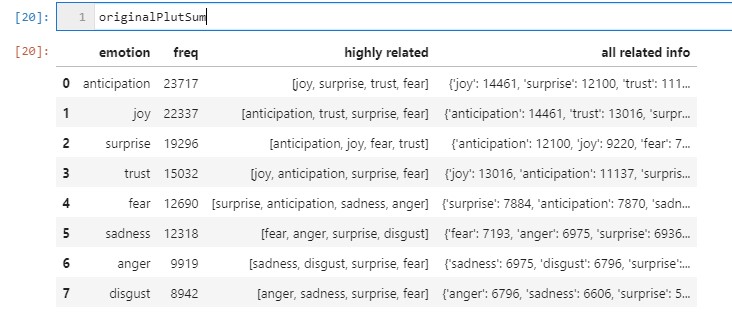 [20]: 1 originalPlutSum
[20]: emotion freq highly related all related info
0 anticipation 23717 [joy, surprise, trust, fear] {'joy': 14461, 'surprise': 12100, 'trust': 111...
1 joy 22337 [anticipation, trust, surprise, fear] {'anticipation': 14461, 'trust': 13016, 'surpr...
2 surprise 19296 [anticipation, joy, fear, trust] {'anticipation': 12100, 'joy': 9220, 'fear': 7...
3 trust 15032 [joy, anticipation, surprise, fear] {'joy': 13016, 'anticipation': 11137, 'surpris...
4 fear 12690 [surprise, anticipation, sadness, anger] {'surprise': 7884, 'anticipation': 7870, 'sadn...
5 sadness 12318 [fear, anger, surprise, disgust] {'fear': 7193, 'anger': 6975, 'surprise': 6936...
6 anger 9919 [sadness, disgust, surprise, fear] {'sadness': 6975, 'disgust': 6796, 'surprise':...
7 disgust 8942 [anger, sadness, surprise, fear] {'anger': 6796, 'sadness': 6606, 'surprise': 5...